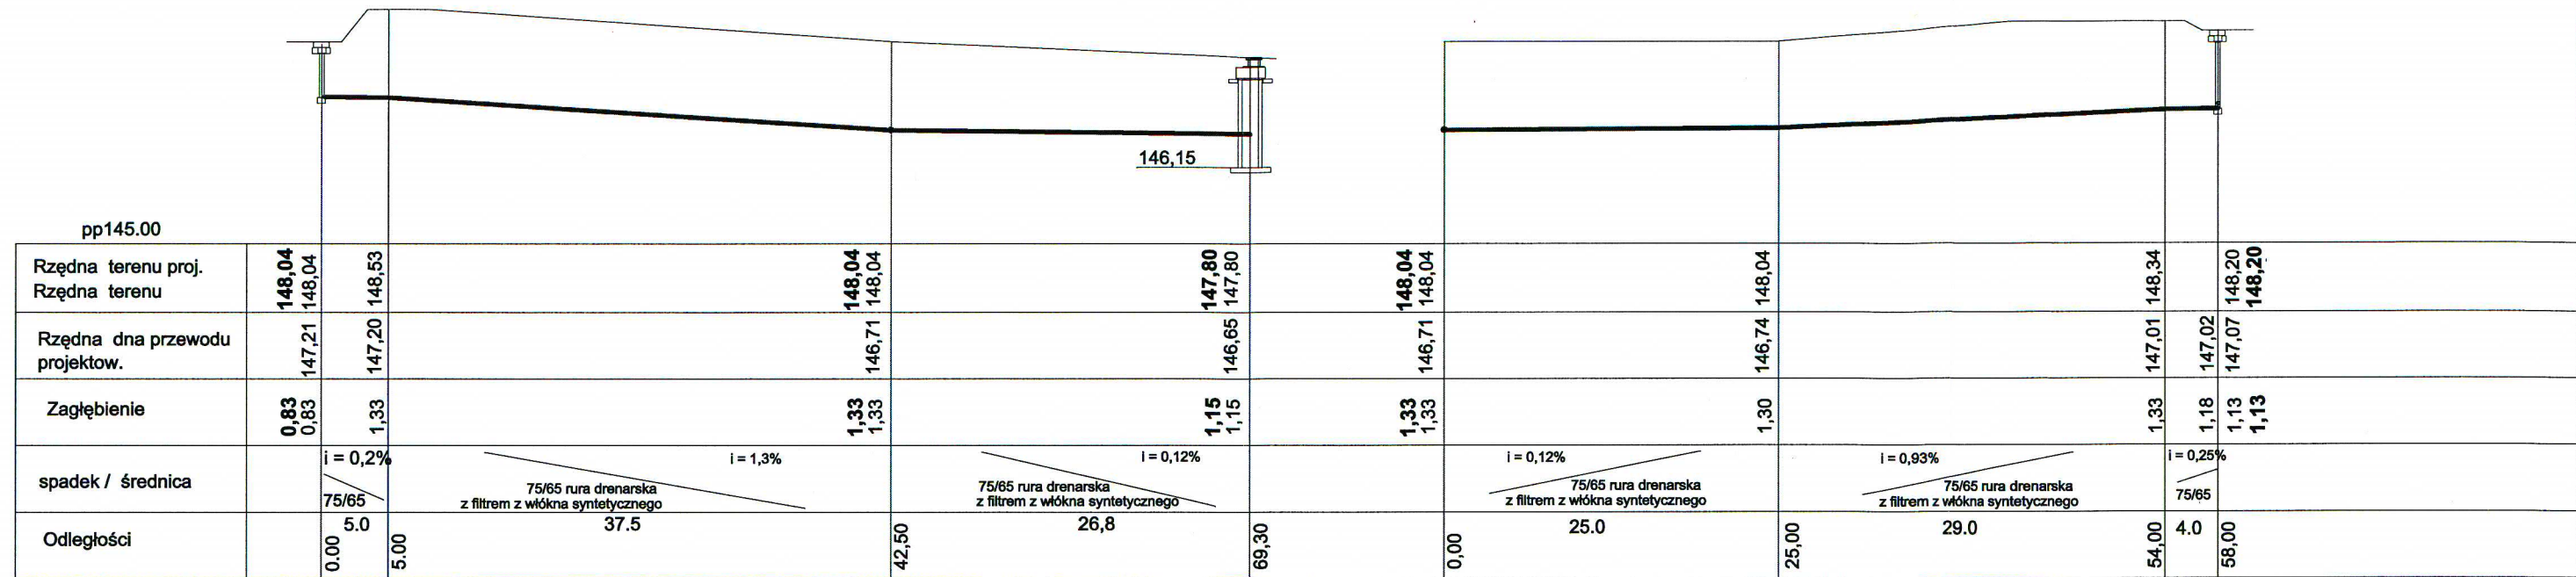 146,15
pp145.00
Rzędna terenu proj.
Rzędna terenu
148,04
148,04
148,53
148,04
148,04
147,80
147,80
148,04
148,04
148,04
148,34
148,20
148,20
Rzędna dna przewodu
projektow.
147,21
147,20
146,71
146,65
146,71
146,74
147,01
147,02
147,07
Zagłębienie
0,83
0,83
1,33
1,33
1,33
1,15
1,15
1,33
1,33
1,30
1,33
1,18
1,13
1,13
spadek / średnica
i = 0,2%
75/65
i = 1,3%
75/65 rura drenarska
z filtrem z włókna syntetycznego
i = 0,12%
75/65 rura drenarska
z filtrem z włókna syntetycznego
i = 0,12%
75/65 rura drenarska
z filtrem z włókna syntetycznego
i = 0,93%
75/65 rura drenarska
z filtrem z włókna syntetycznego
i = 0,25%
75/65
Odległości
0.00
5.0
5.00
37.5
42,50
26,8
69,30
0,00
25.0
25,00
29.0
54,00
4.0
58,00